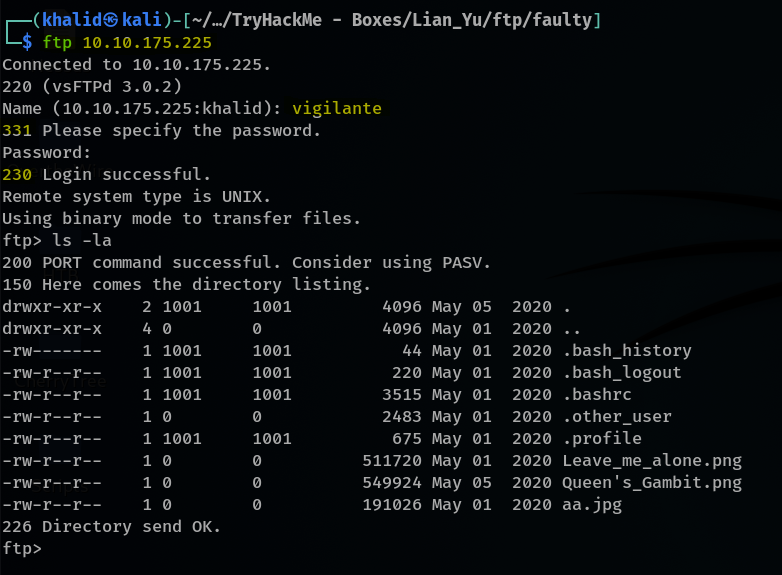 ┌──(khalid㉿kali)-[~/…/TryHackMe - Boxes/Lian_Yu/ftp/faulty]
└─$ ftp 10.10.175.225
Connected to 10.10.175.225.
220 (vsFTPd 3.0.2)
Name (10.10.175.225:khalid): vigilante
331 Please specify the password.
Password:
230 Login successful.
Remote system type is UNIX.
Using binary mode to transfer files.
ftp> ls -la
200 PORT command successful. Consider using PASV.
150 Here comes the directory listing.
drwxr-xr-x    2 1001     1001         4096 May 05  2020 .
drwxr-xr-x    4 0        0            4096 May 01  2020 ..
-rw-------    1 1001     1001           44 May 01  2020 .bash_history
-rw-r--r--    1 1001     1001          220 May 01  2020 .bash_logout
-rw-r--r--    1 1001     1001         3515 May 01  2020 .bashrc
-rw-r--r--    1 0        0            2483 May 01  2020 .other_user
-rw-r--r--    1 1001     1001          675 May 01  2020 .profile
-rw-r--r--    1 0        0          511720 May 01  2020 Leave_me_alone.png
-rw-r--r--    1 0        0          549924 May 05  2020 Queen's_Gambit.png
-rw-r--r--    1 0        0          191026 May 01  2020 aa.jpg
226 Directory send OK.
ftp>